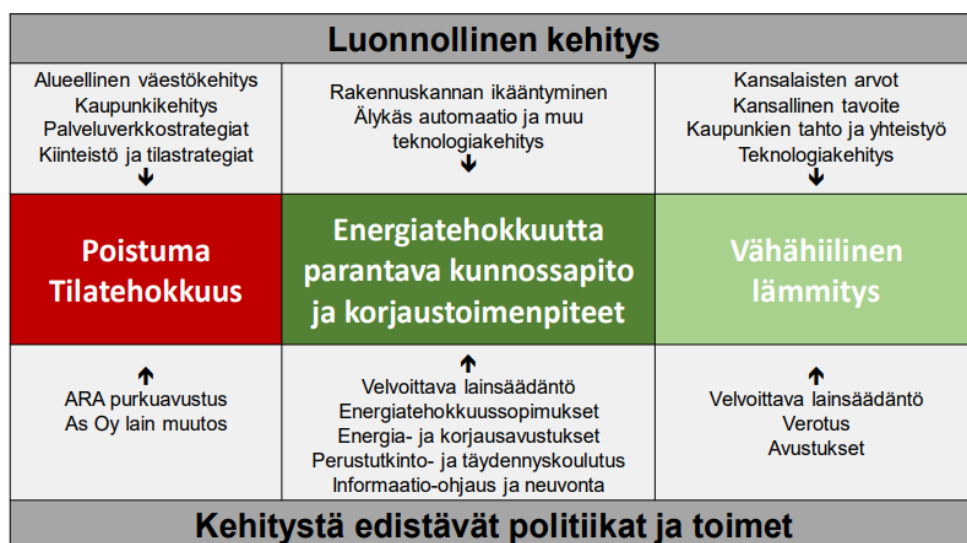 Luonnollinen kehitys
Alueellinen väestökehitys
Kaupunkikehitys
Palveluverkkostrategiat
Kiinteistö ja tilastrategiat
Rakennuskannan ikääntyminen
Älykäs automaatio ja muu
teknologiakehitys
Kansalaisten arvot
Kansallinen tavoite
Kaupunkien tahto ja yhteistyö
Teknologiakehitys
Poistuma
Tilatehokkuus
Energiatehokkuutta
parantava kunnossapito
ja korjaustoimenpiteet
Vähähiilinen
lämmitys
ARA purkuavustus
As Oy lain muutos
Velvoittava lainsäädäntö
Energiatehokkuussopimukset
Energia- ja korjausavustukset
Perustutkinto- ja täydennyskoulutus
Informaatio-ohjaus ja neuvonta
Velvoittava lainsäädäntö
Verotus
Avustukset
Kehitystä edistävät politiikat ja toimet